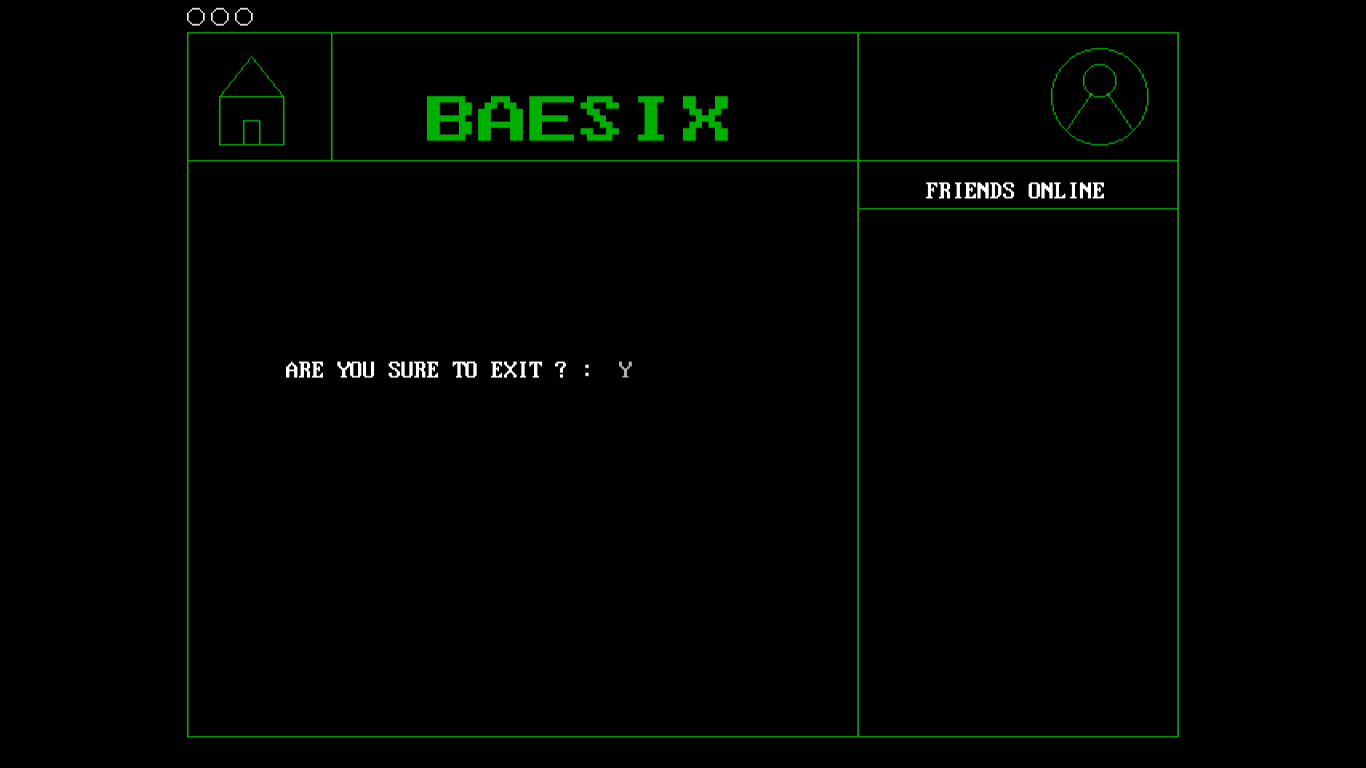 BAESIX
FRIENDS ONLINE
ARE YOU SURE TO EXIT ? : Y